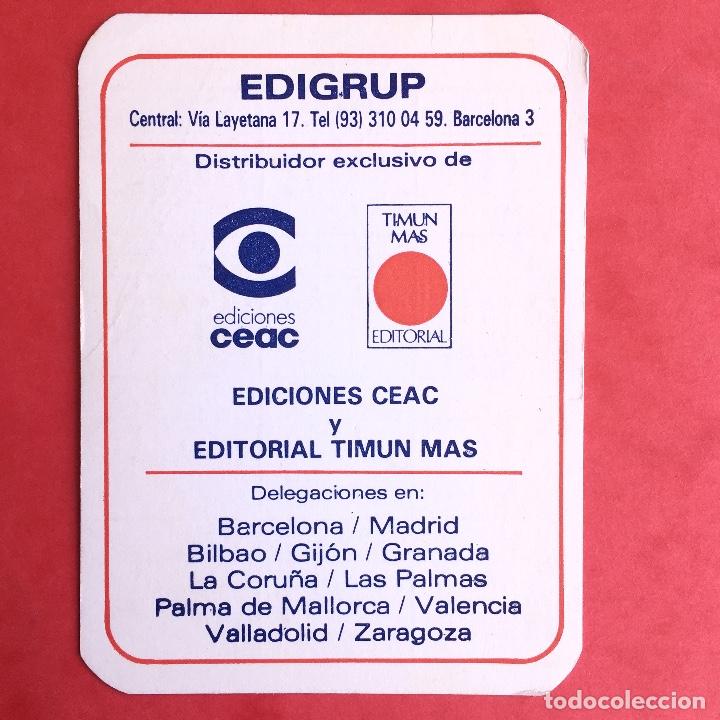 EDIGRUP
Central: Vía Layetana 17. Tel (93) 310 04 59. Barcelona 3
Distribuidor exclusivo de
ediciones
ceac
TIMUN
MAS
EDITORIAL
EDICIONES CEAC
y
EDITORIAL TIMUN MAS
Delegaciones en:
Barcelona / Madrid
Bilbao / Gijón / Granada
La Coruña / Las Palmas
Palma de Mallorca / Valencia
Valladolid / Zaragoza
todocoleccion